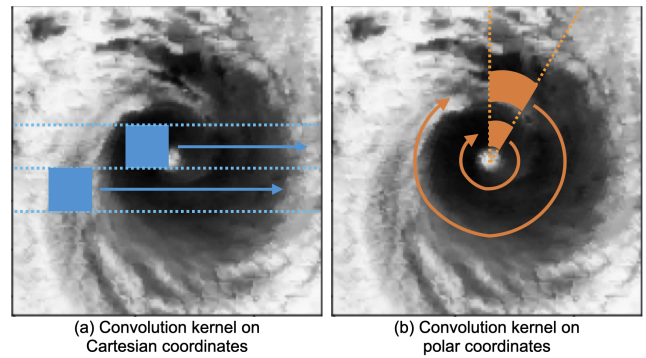 (a) Convolution kernel on
Cartesian coordinates
(b) Convolution kernel on
polar coordinates